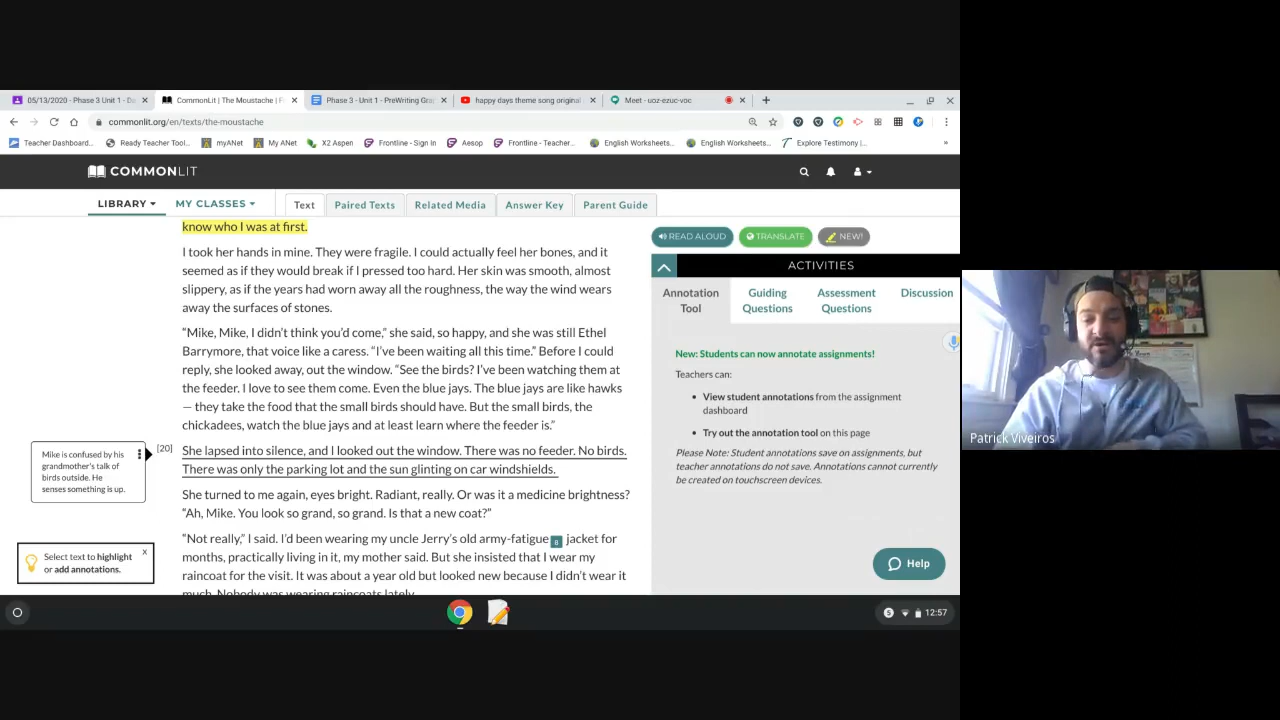 05/13/2020 - Phase 3 Unit 1 - Da
CommonLit | The Moustache | Fr
Phase 3 - Unit 1 - PreWriting Gra
happy days theme song original
Meet - uoz-ezuc-voc
commonlit.org/en/texts/the-moustache
Teacher Dashboard...
Ready Teacher Tool...
myANet
My ANet
X2 Aspen
Frontline - Sign In
Aesop
Frontline - Teacher...
English Worksheets...
English Worksheets...
Explore Testimony |...
»
COMMONLIT
LIBRARY
MY CLASSES
Text
Paired Texts
Related Media
Answer Key
Parent Guide
know who I was at first.
I took her hands in mine. They were fragile. I could actually feel her bones, and it
seemed as if they would break if I pressed too hard. Her skin was smooth, almost
slippery, as if the years had worn away all the roughness, the way the wind wears
away the surfaces of stones.
“Mike, Mike, I didn’t think you’d come,” she said, so happy, and she was still Ethel
Barrymore, that voice like a caress. “I’ve been waiting all this time.” Before I could
reply, she looked away, out the window. “See the birds? I’ve been watching them at
the feeder. I love to see them come. Even the blue jays. The blue jays are like hawks
— they take the food that the small birds should have. But the small birds, the
chickadees, watch the blue jays and at least learn where the feeder is.”
[20]
She lapsed into silence, and I looked out the window. There was no feeder. No birds.
There was only the parking lot and the sun glinting on car windshields.
She turned to me again, eyes bright. Radiant, really. Or was it a medicine brightness?
“Ah, Mike. You look so grand, so grand. Is that a new coat?”
“Not really,” I said. I’d been wearing my uncle Jerry’s old army-fatigue 8 jacket for
months, practically living in it, my mother said. But she insisted that I wear my
raincoat for the visit. It was about a year old but looked new because I didn’t wear it
much. Nobody was wearing raincoats lately.
Mike is confused by his
grandmother's talk of
birds outside. He
senses something is up.
Select text to highlight
or add annotations.
x
READ ALOUD
TRANSLATE
NEW!
ACTIVITIES
Annotation
Tool
Guiding
Questions
Assessment
Questions
Discussion
New: Students can now annotate assignments!
Teachers can:
View student annotations from the assignment
dashboard
Try out the annotation tool on this page
Please Note: Student annotations save on assignments, but
teacher annotations do not save. Annotations cannot currently
be created on touchscreen devices.
Help
S
12:57
Patrick Viveiros